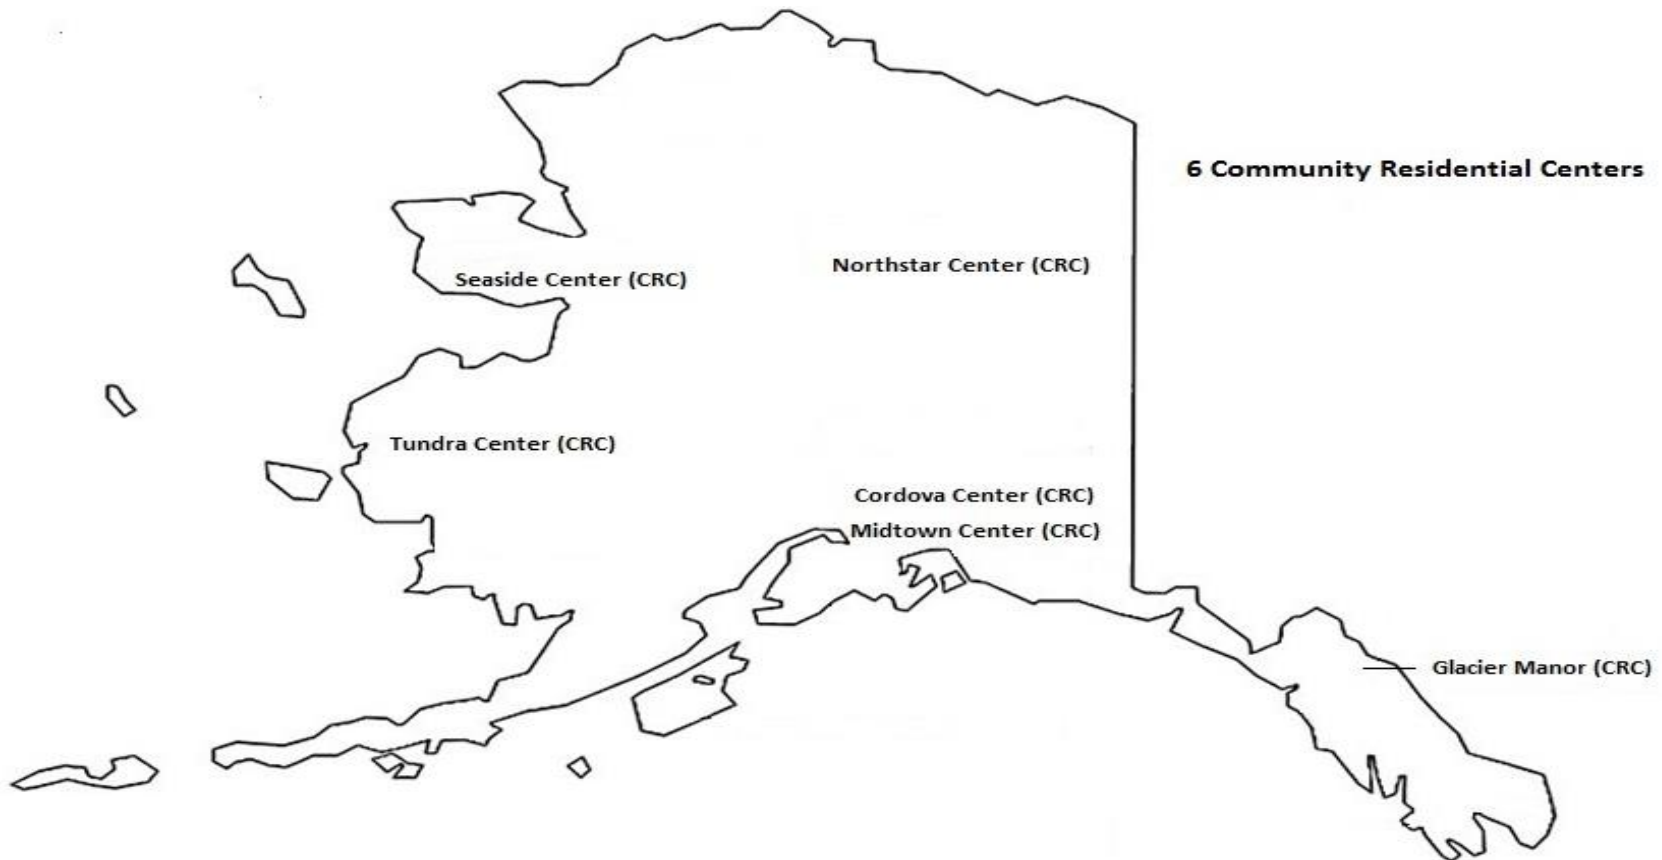 6 Community Residential Centers
Northstar Center (CRC)
Seaside Center (CRC)
Tundra Center (CRC)
Cordova Center (CRC)
Midtown Center (CRC)
Glacier Manor (CRC)